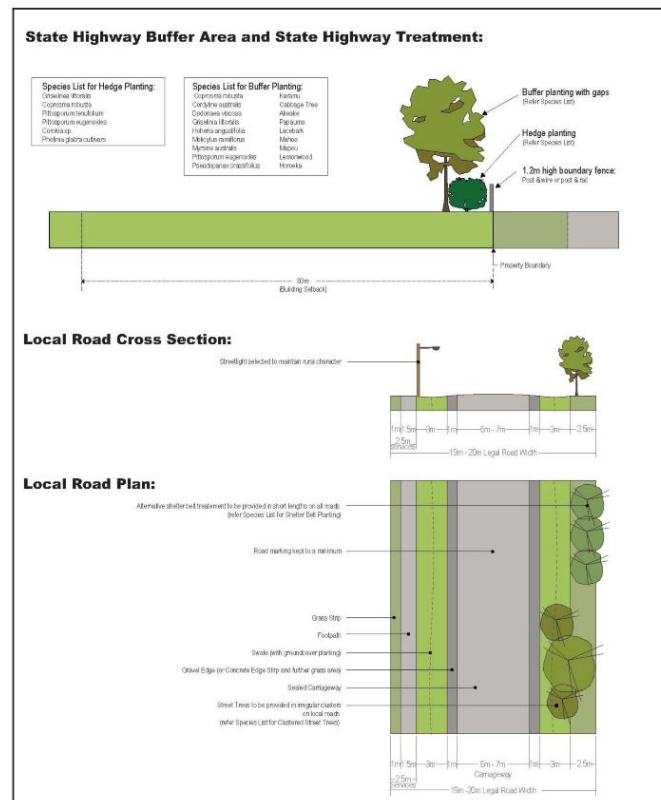 State Highway Buffer Area and State Highway Treatment:
Species List for Hedge Planting:
Griselinea littoralis
Coprosma robusta
Pittosporum tenufolium
Pittosporum eugenoides
Corokia sp.
Photinia glabra cultivars
Species List for Buffer Planting:
Coprosma robusta Karamu
Cordyline australis Cabbage Tree
Dodonaea viscosa Akeake
Griselinia littoralis Papauma
Hoheria angustifolia Lacebark
Melicytus ramiflorus Mahoe
Myrsine australis Mapou
Pittosporum eugenoides Lemonwood
Pseudopanax crassifolius Horoeka
Buffer planting with gaps
(Refer Species List)
Hedge planting
(Refer Species List)
1.2m high boundary fence:
Post & wire or post & rail
Property Boundary
80m
(Building Setback)
Local Road Cross Section:
Streetlight selected to maintain rural character
1m 1.5m 3m 1m 6m - 7m 1m 3m 2.5m
2.5m
Services
19m - 20m Legal Road Width
Local Road Plan:
Alternative shelter belt treatement to be provided in short lengths on all roads
(refer Species List for Shelter Belt Planting)
Road marking kept to a minimum
Grass Strip
Footpath
Swale (with groundcover planting)
Gravel Edge (or Concrete Edge Strip and further grass area)
Sealed Carriageway
Street Trees to be provided in irregular clusters
on local roads
(refer Species List for Clustered Street Trees)
1m 1.5m 3m 1m 6m - 7m 1m 3m 2.5m
2.5m
Carriageway
Services
19m - 20m Legal Road Width